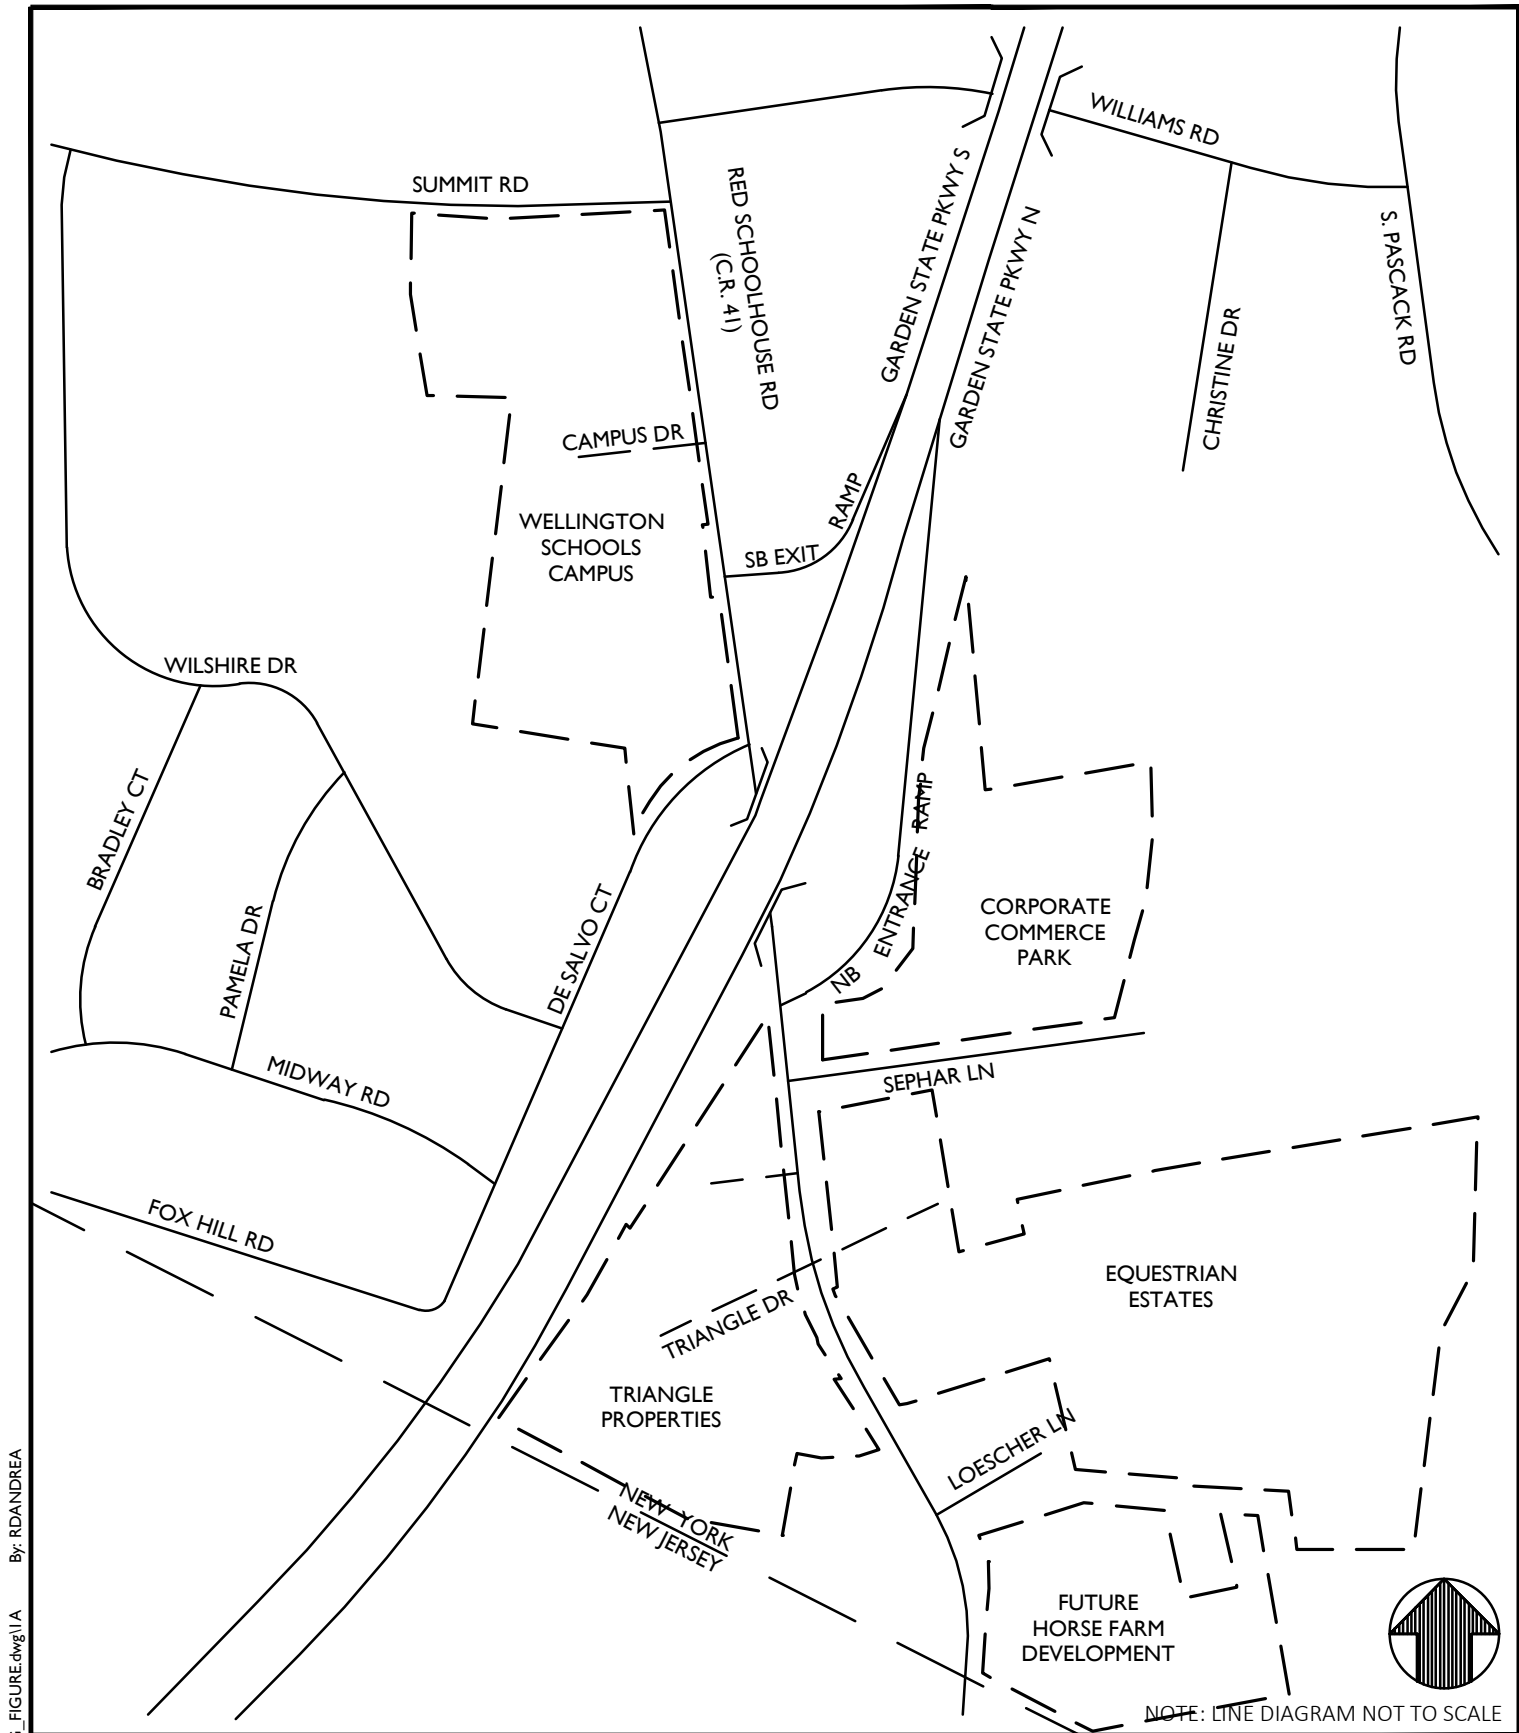 WILLIAMS RD
SUMMIT RD
RED SCHOOLHOUSE RD
(C.R. 41)
GARDEN STATE PKWY S
GARDEN STATE PKWY N
S. PASCACK RD
CHRISTINE DR
CAMPUS DR
WELLINGTON
SCHOOLS
CAMPUS
SB EXIT RAMP
WILSHIRE DR
BRADLEY CT
PAMELA DR
DE SALVO CT
NB ENTRANCE RAMP
CORPORATE
COMMERCE
PARK
MIDWAY RD
SEPHAR LN
FOX HILL RD
EQUESTRIAN
ESTATES
TRIANGLE DR
TRIANGLE
PROPERTIES
LOESCHER LN
NEW YORK
NEW JERSEY
FUTURE
HORSE FARM
DEVELOPMENT
NOTE: LINE DIAGRAM NOT TO SCALE
_FIGURE.dwg\1A By: RDANDREA